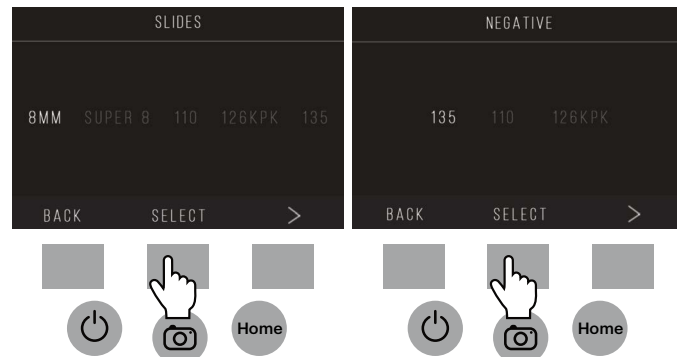 SLIDES
8MM SUPER 8 110 126KPK 135
BACK SELECT >
Home
NEGATIVE
135 110 126KPK
BACK SELECT >
Home